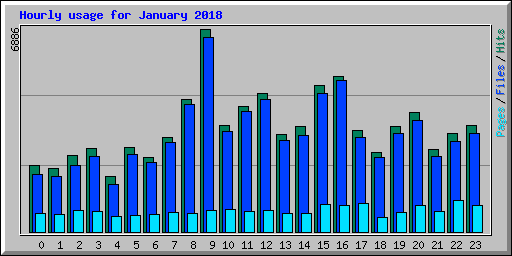 Hourly usage for January 2018
6886
Pages/Files/Hits
0 1 2 3 4 5 6 7 8 9 10 11 12 13 14 15 16 17 18 19 20 21 22 23